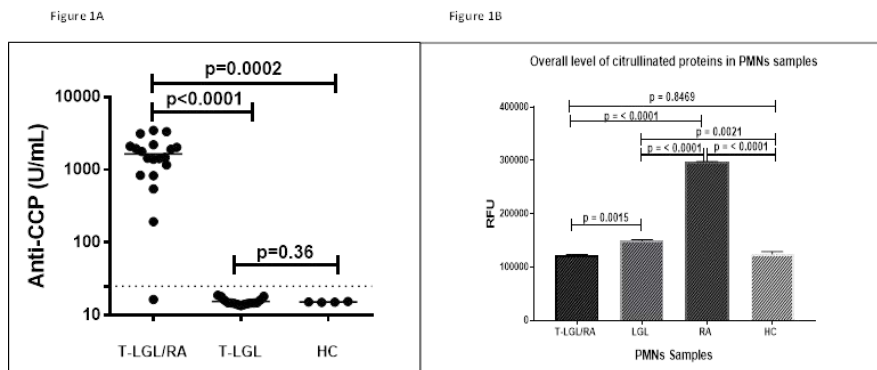 Figure 1A
Figure 1B
p=0.0002
p<0.0001
10000
1000
100
10
Anti-CCP (U/mL)
p=0.36
T-LGL/RA T-LGL HC
Overall level of citrullinated proteins in PMNs samples
400000
300000
200000
100000
0
RFU
p = 0.8469
p = < 0.0001
p = 0.0021
p = < 0.0001 p = < 0.0001
p = 0.0015
T-LGL/RA LGL RA HC
PMNs Samples